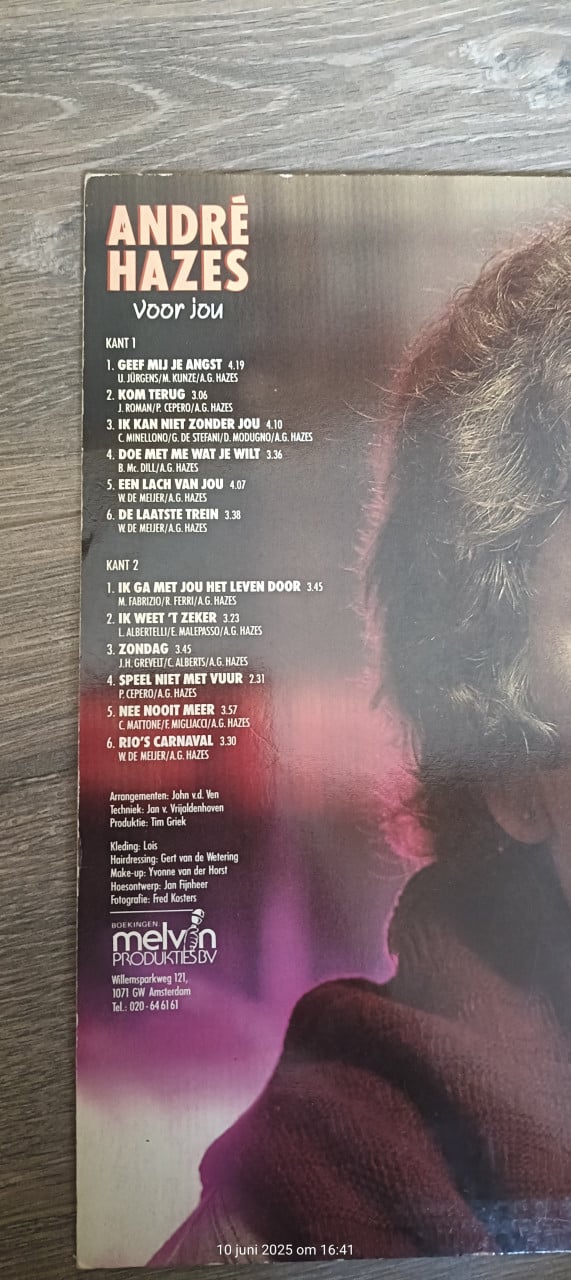 ANDRÉ
HAZES
voor jou
KANT 1
1. GEEF MIJ JE ANGST 4.19
U. JÜRGENS/M. KUNZE/A.G. HAZES
2. KOM TERUG 3.06
J. ROMAN/P. CEPERO/A.G. HAZES
3. IK KAN NIET ZONDER JOU 4.10
C. MINELLONO/G. DE STEFANI/D. MODUGNO/A.G. HAZES
4. DOE MET ME WAT JE WILT 3.36
B. Mc. DILL/A.G. HAZES
5. EEN LACH VAN JOU 4.07
W. DE MEIJER/A.G. HAZES
6. DE LAATSTE TREIN 3.38
W. DE MEIJER/A.G. HAZES
KANT 2
1. IK GA MET JOU HET LEVEN DOOR 3.45
M. FABRIZIO/R. FERRI/A.G. HAZES
2. IK WEET 'T ZEKER 3.23
L. ALBERTELLI/E. MALEPASSO/A.G. HAZES
3. ZONDAG 3.45
J.H. GREVELT/C. ALBERTS/A.G. HAZES
4. SPEEL NIET MET VUUR 2.31
P. CEPERO/A.G. HAZES
5. NEE NOOIT MEER 3.57
C. MATTONE/F. MIGLIACCI/A.G. HAZES
6. RIO'S CARNAVAL 3.30
W. DE MEIJER/A.G. HAZES
Arrangementen: John v.d. Ven
Techniek: Jan v. Vrijaldenhoven
Produktie: Tim Griek
Kleding: Lois
Hairdressing: Gert van de Wetering
Make-up: Yvonne van der Horst
Hoesontwerp: Jan Fijnheer
Fotografie: Fred Kosters
BOEKINGEN
melvin
PRODUKTIES BV
Willemsparkweg 121,
1071 GW Amsterdam
Tel.: 020 - 64 61 61
10 juni 2025 om 16:41